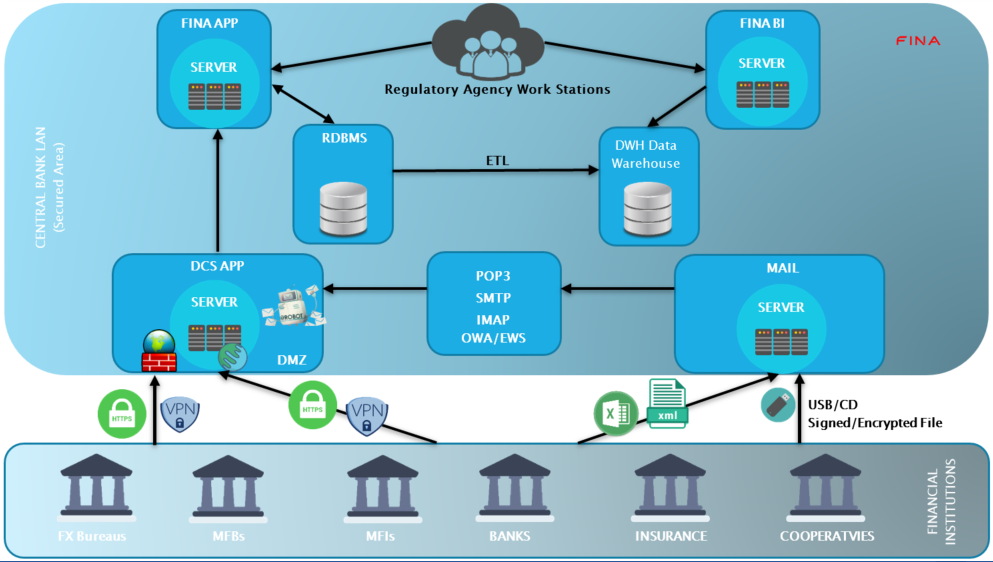 FINA APP
SERVER
Regulatory Agency Work Stations
FINA BI
SERVER
FINA
CENTRAL BANK LAN
(Secured Area)
RDBMS
ETL
DWH Data
Warehouse
DCS APP
SERVER
ROBOT
DMZ
POP3
SMTP
IMAP
OWA/EWS
MAIL
SERVER
HTTPS
VPN
HTTPS
VPN
X
xml
USB/CD
Signed/Encrypted File
FX Bureaus
MFBs
MFIs
BANKS
INSURANCE
COOPERATVIES
FINANCIAL
INSTITUTIONS